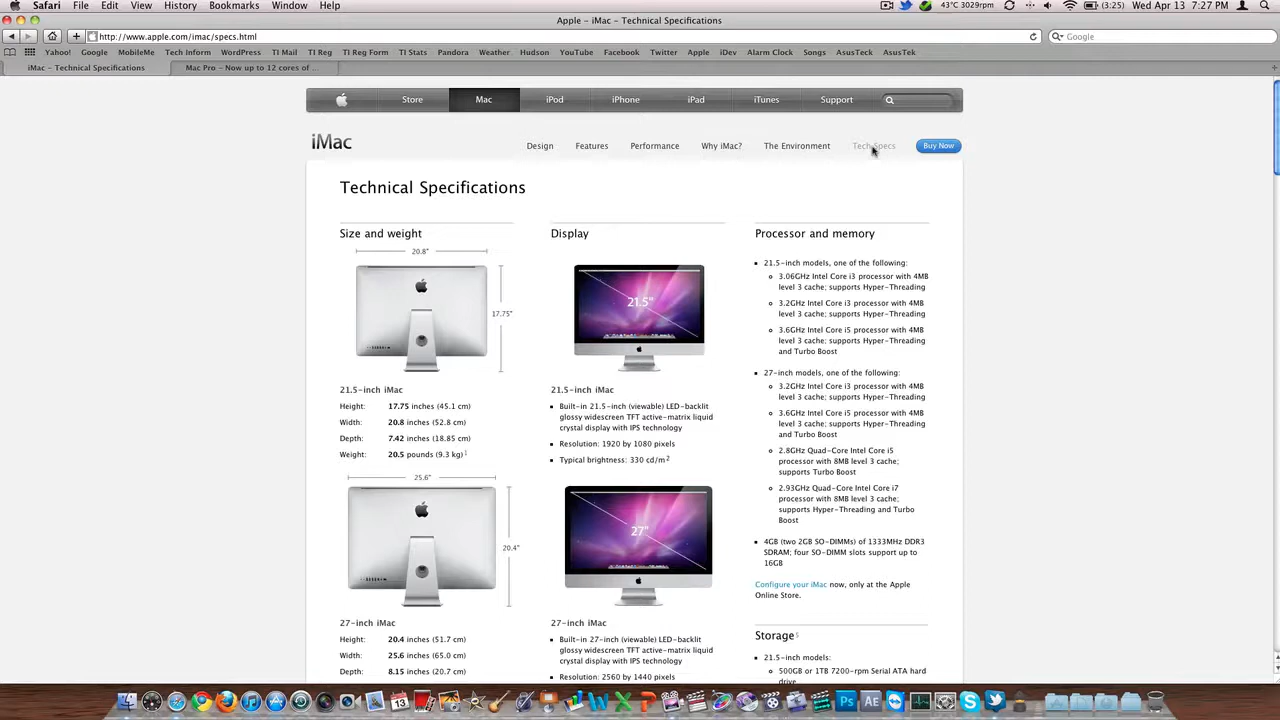 Safari File Edit View History Bookmarks Window Help 43°C 3029rpm (3:25) Wed Apr 13 7:27 PM
Apple - iMac - Technical Specifications
http://www.apple.com/imac/specs.html Google
Yahoo! Google MobileMe Tech Inform WordPress TI Mail TI Reg TI Reg Form TI Stats Pandora Weather Hudson YouTube Facebook Twitter Apple iDev Alarm Clock Songs AsusTeck AsusTek
iMac - Technical Specifications Mac Pro - Now up to 12 cores of ...
Store Mac iPod iPhone iPad iTunes Support
iMac Design Features Performance Why iMac? The Environment Tech Specs Buy Now
Technical Specifications
Size and weight
20.8"
17.75"
21.5-inch iMac
Height: 17.75 inches (45.1 cm)
Width: 20.8 inches (52.8 cm)
Depth: 7.42 inches (18.85 cm)
Weight: 20.5 pounds (9.3 kg)1
25.6"
20.4"
27-inch iMac
Height: 20.4 inches (51.7 cm)
Width: 25.6 inches (65.0 cm)
Depth: 8.15 inches (20.7 cm)
Display
21.5"
21.5-inch iMac
Built-in 21.5-inch (viewable) LED-backlit
glossy widescreen TFT active-matrix liquid
crystal display with IPS technology
Resolution: 1920 by 1080 pixels
Typical brightness: 330 cd/m2
27"
27-inch iMac
Built-in 27-inch (viewable) LED-backlit
glossy widescreen TFT active-matrix liquid
crystal display with IPS technology
Resolution: 2560 by 1440 pixels
Processor and memory
21.5-inch models, one of the following:
3.06GHz Intel Core i3 processor with 4MB
level 3 cache; supports Hyper-Threading
3.2GHz Intel Core i3 processor with 4MB
level 3 cache; supports Hyper-Threading
3.6GHz Intel Core i5 processor with 4MB
level 3 cache; supports Hyper-Threading
and Turbo Boost
27-inch models, one of the following:
3.2GHz Intel Core i3 processor with 4MB
level 3 cache; supports Hyper-Threading
3.6GHz Intel Core i5 processor with 4MB
level 3 cache; supports Hyper-Threading
and Turbo Boost
2.8GHz Quad-Core Intel Core i5
processor with 8MB level 3 cache;
supports Turbo Boost
2.93GHz Quad-Core Intel Core i7
processor with 8MB level 3 cache;
supports Hyper-Threading and Turbo
Boost
4GB (two 2GB SO-DIMMs) of 1333MHz DDR3
SDRAM; four SO-DIMM slots support up to
16GB
Configure your iMac now, only at the Apple
Online Store.
Storage5
21.5-inch models:
500GB or 1TB 7200-rpm Serial ATA hard
drive
13 W X P Ps AE S